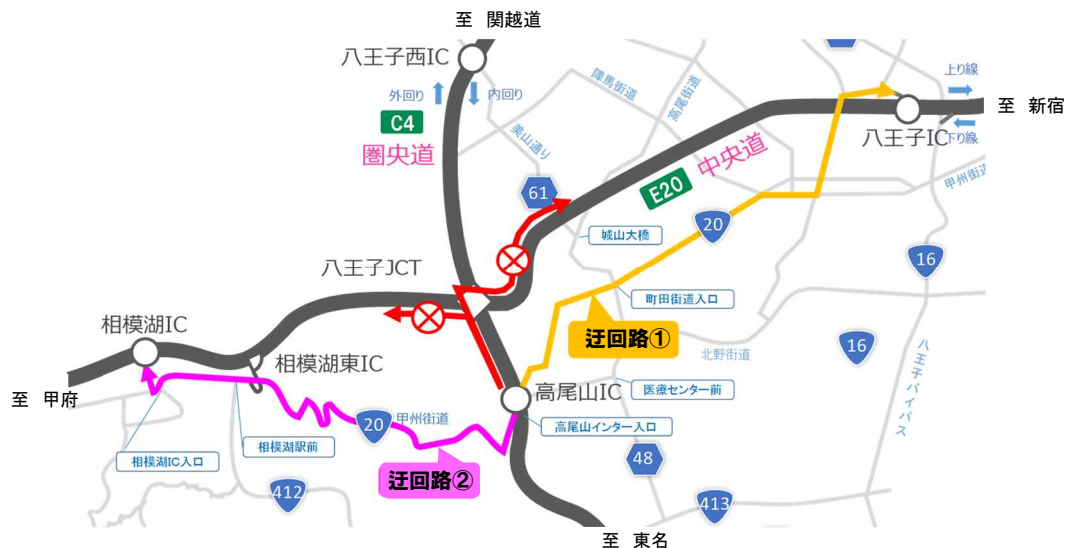 至 関越道
八王子西IC
外回り
内回り
C4
圏央道
美山通り
陣馬街道
高尾街道
上り線
至 新宿
八王子IC
下り線
甲州街道
中央道
E20
61
城山大橋
20
16
八王子JCT
町田街道入口
迂回路①
北野街道
16
八王子バイパス
相模湖IC
相模湖東IC
至 甲府
高尾山IC
医療センター前
20
甲州街道
高尾山インター入口
相模湖駅前
相模湖IC入口
迂回路②
48
412
413
至 東名